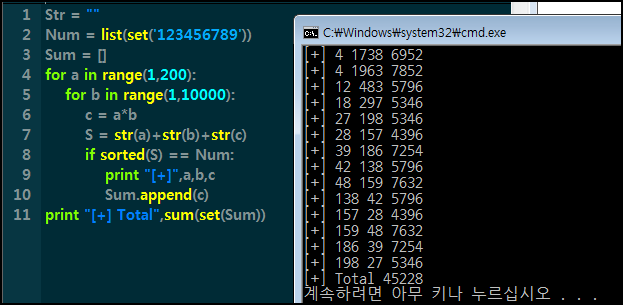 1 Str = ""
2 Num = list(set('123456789'))
3 Sum = []
4 for a in range(1,200):
5 for b in range(1,10000):
6 c = a*b
7 S = str(a)+str(b)+str(c)
8 if sorted(S) == Num:
9 print "[+]",a,b,c
10 Sum.append(c)
11 print "[+] Total",sum(set(Sum))
C:₩Windows₩system32₩cmd.exe
[+] 4 1738 6952
[+] 4 1963 7852
[+] 12 483 5796
[+] 18 297 5346
[+] 27 198 5346
[+] 28 157 4396
[+] 39 186 7254
[+] 42 138 5796
[+] 48 159 7632
[+] 138 42 5796
[+] 157 28 4396
[+] 159 48 7632
[+] 186 39 7254
[+] 198 27 5346
[+] Total 45228
계속하려면 아무 키나 누르십시오 . . .